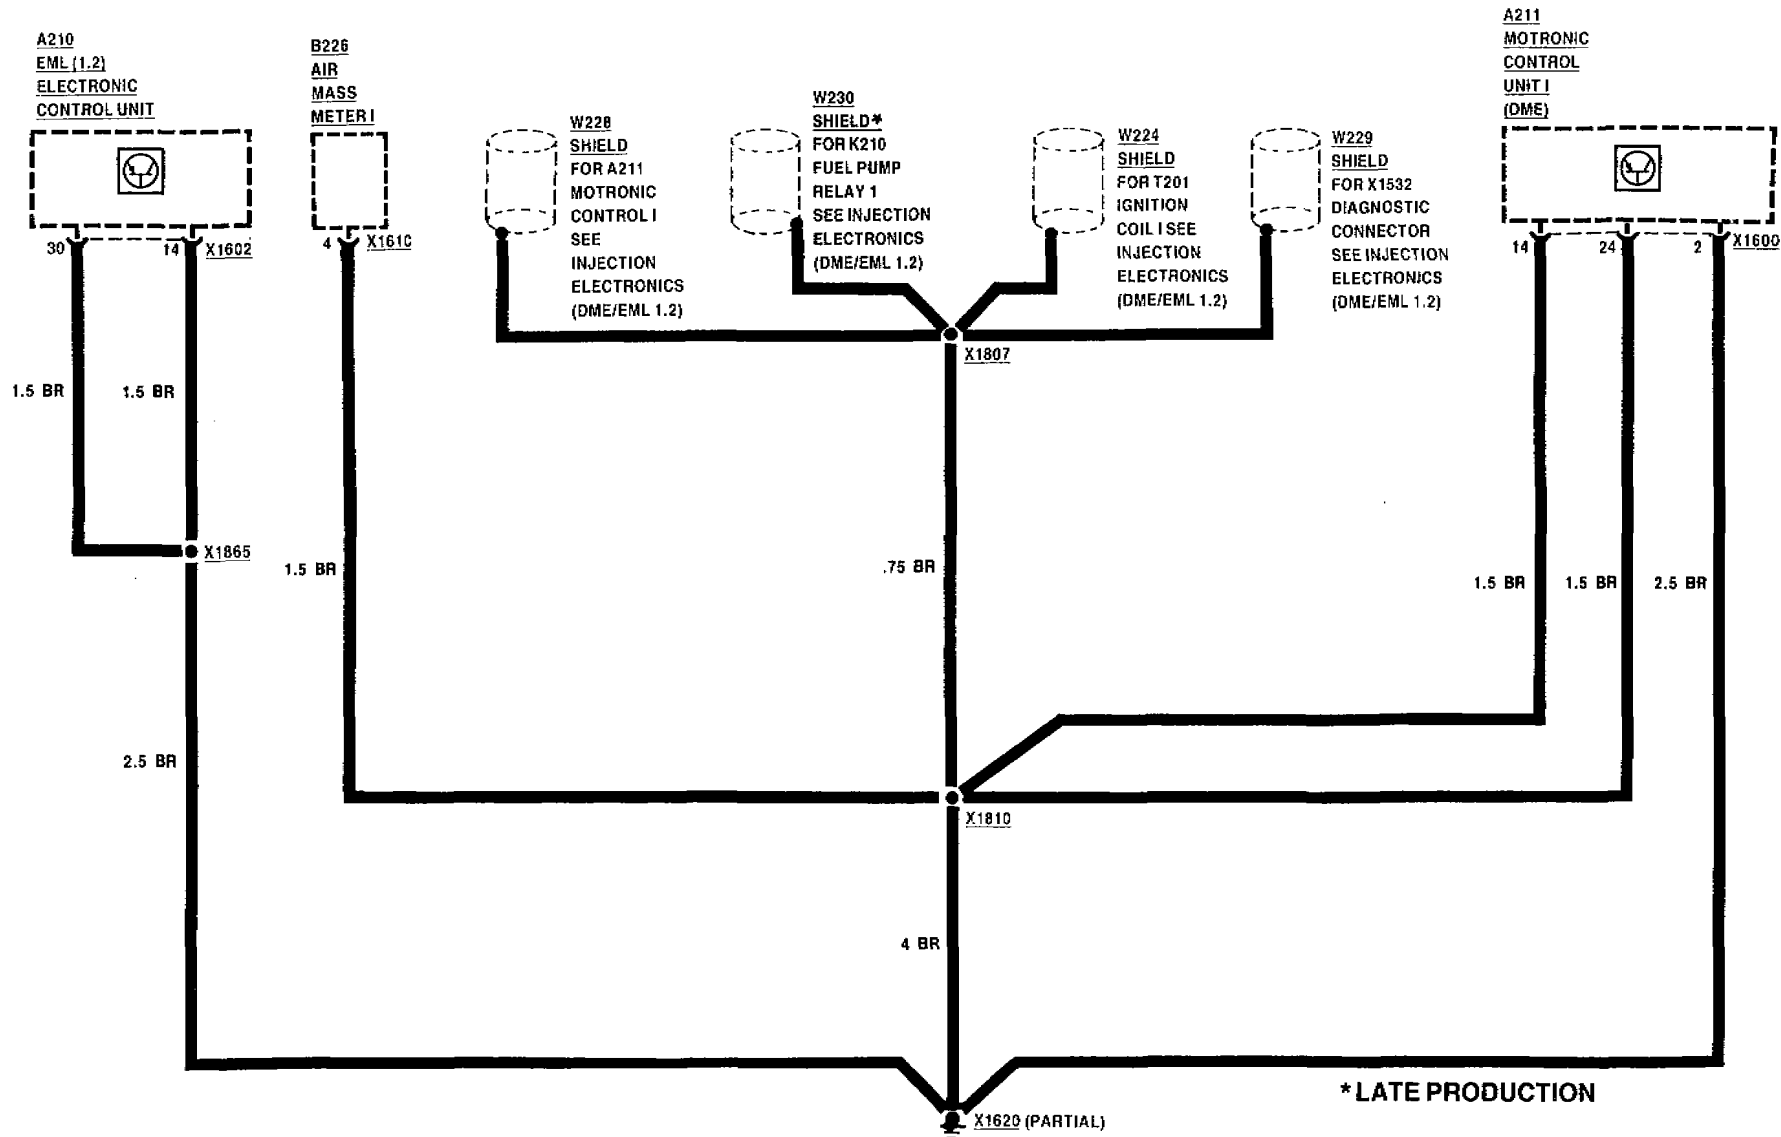 A210
EML (1.2)
ELECTRONIC
CONTROL UNIT
B226
AIR
MASS
METER I
W228
SHIELD
FOR A211
MOTRONIC
CONTROL I
SEE
INJECTION
ELECTRONICS
(DME/EML 1.2)
W230
SHIELD*
FOR K210
FUEL PUMP
RELAY 1
SEE INJECTION
ELECTRONICS
(DME/EML 1.2)
W224
SHIELD
FOR T201
IGNITION
COIL I SEE
INJECTION
ELECTRONICS
(DME/EML 1.2)
W229
SHIELD
FOR X1532
DIAGNOSTIC
CONNECTOR
SEE INJECTION
ELECTRONICS
(DME/EML 1.2)
A211
MOTRONIC
CONTROL
UNIT I
(DME)
30
14
X1602
4
X1610
14
24
2
X1600
X1807
1.5 BR
1.5 BR
X1865
1.5 BR
.75 BR
1.5 BR
1.5 BR
2.5 BR
2.5 BR
X1810
4 BR
* LATE PRODUCTION
X1620 (PARTIAL)